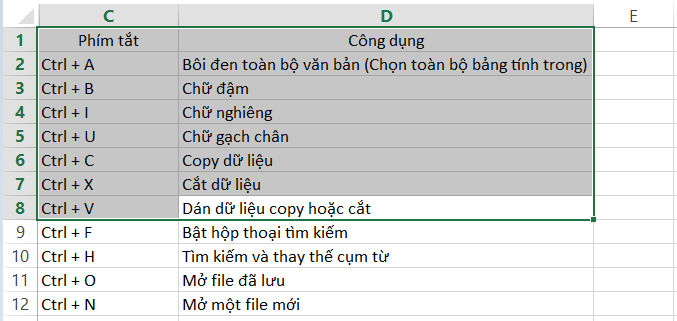 C D E
1 Phím tắt Công dụng
2 Ctrl + A Bôi đen toàn bộ văn bản (Chọn toàn bộ bảng tính trong)
3 Ctrl + B Chữ đậm
4 Ctrl + I Chữ nghiêng
5 Ctrl + U Chữ gạch chân
6 Ctrl + C Copy dữ liệu
7 Ctrl + X Cắt dữ liệu
8 Ctrl + V Dán dữ liệu copy hoặc cắt
9 Ctrl + F Bật hộp thoại tìm kiếm
10 Ctrl + H Tìm kiếm và thay thế cụm từ
11 Ctrl + O Mở file đã lưu
12 Ctrl + N Mở một file mới